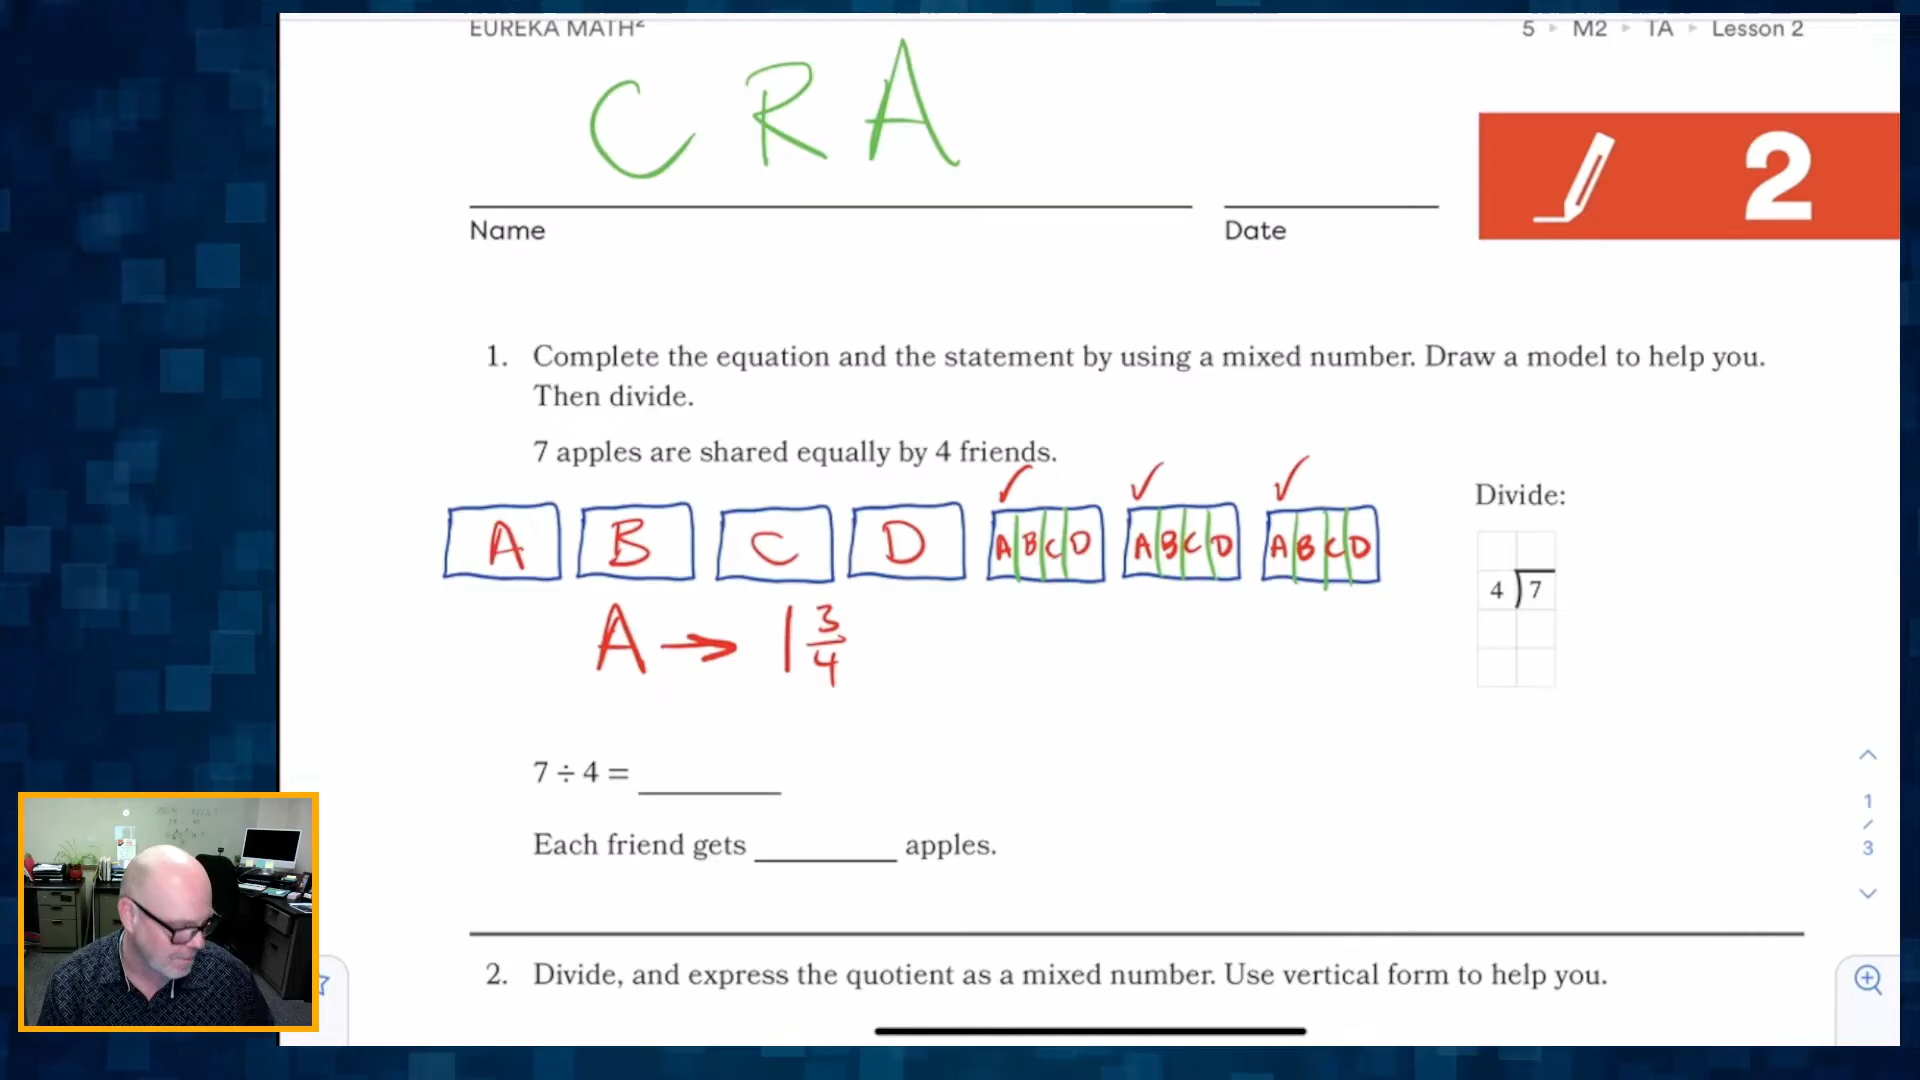 EUREKA MATH²
5 ▸ M2 ▸ TA ▸ Lesson 2
C R A
2
Name
Date
1. Complete the equation and the statement by using a mixed number. Draw a model to help you.
Then divide.
7 apples are shared equally by 4 friends.
✓ ✓ ✓
Divide:
A B C D A B C D A B C D A B C D
4 ) 7
A → 1 3/4
7 ÷ 4 = ________
Each friend gets ________ apples.
1
/
3
2. Divide, and express the quotient as a mixed number. Use vertical form to help you.